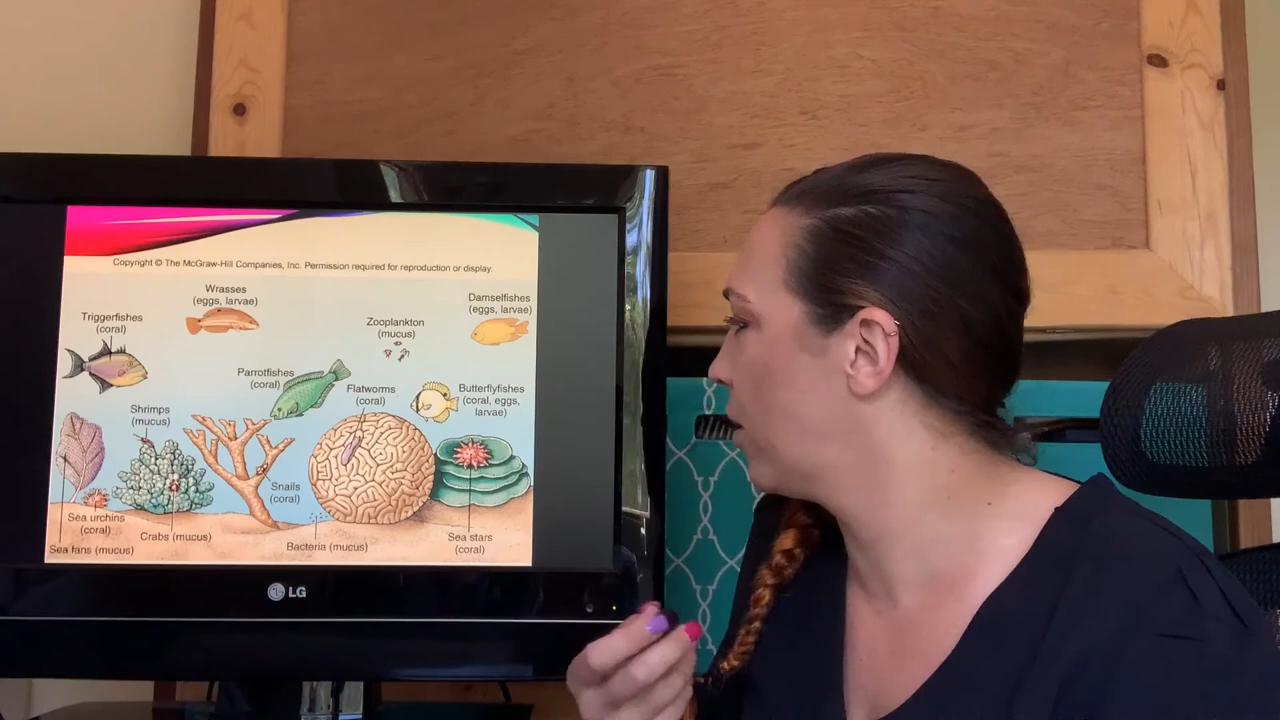 Copyright © The McGraw-Hill Companies, Inc. Permission required for reproduction or display.
Wrasses
(eggs, larvae)
Damselfishes
(eggs, larvae)
Triggerfishes
(coral)
Zooplankton
(mucus)
Parrotfishes
(coral)
Flatworms
(coral)
Butterflyfishes
(coral, eggs,
larvae)
Shrimps
(mucus)
Snails
(coral)
Sea urchins
(coral)
Crabs (mucus)
Sea fans (mucus)
Bacteria (mucus)
Sea stars
(coral)
LG